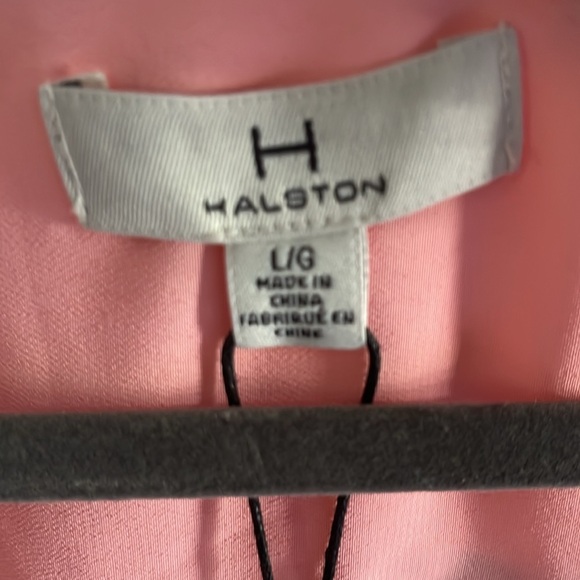 H
HALSTON
L/G
MADE IN
CHINA
FABRIQUÉ EN
CHINE